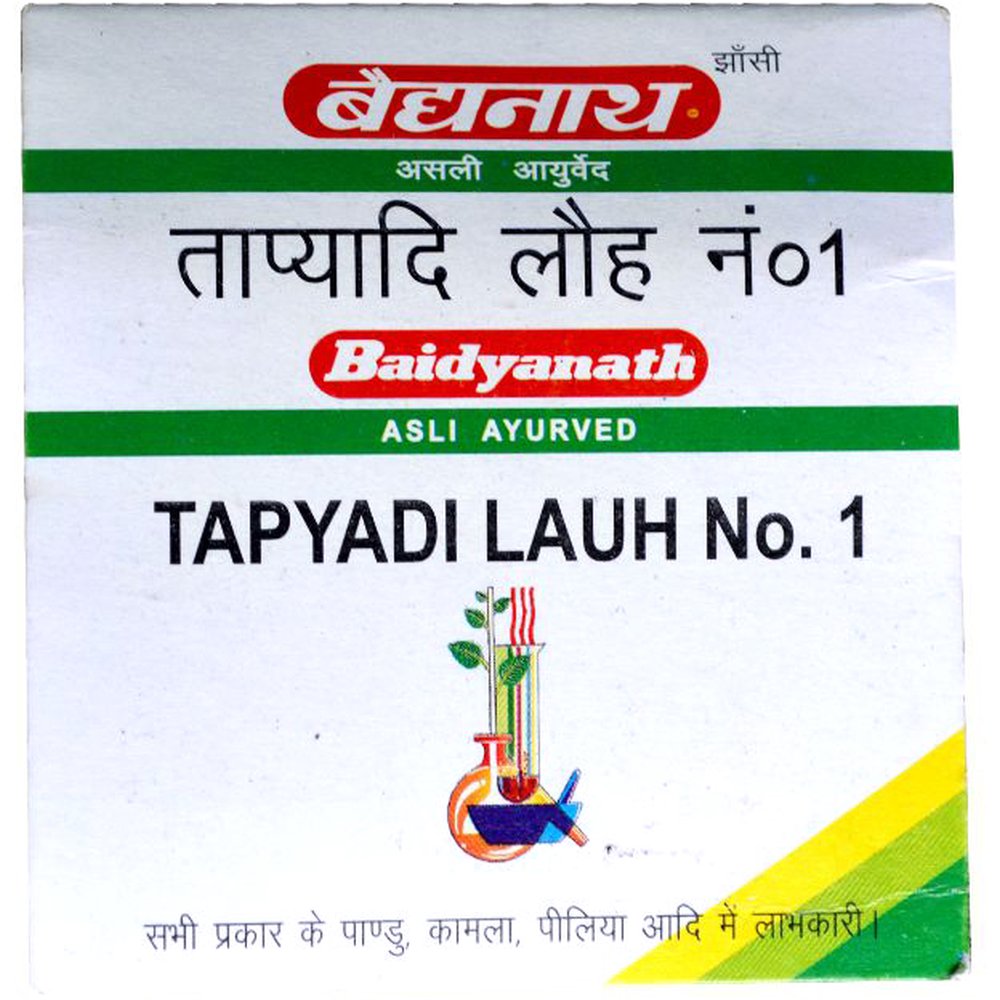 झाँसी
बैद्यनाथ
असली आयुर्वेद
ताप्यादि लौह नं०1
Baidyanath
ASLI AYURVED
TAPYADI LAUH No. 1
सभी प्रकार के पाण्डु, कामला, पीलिया आदि में लाभकारी।